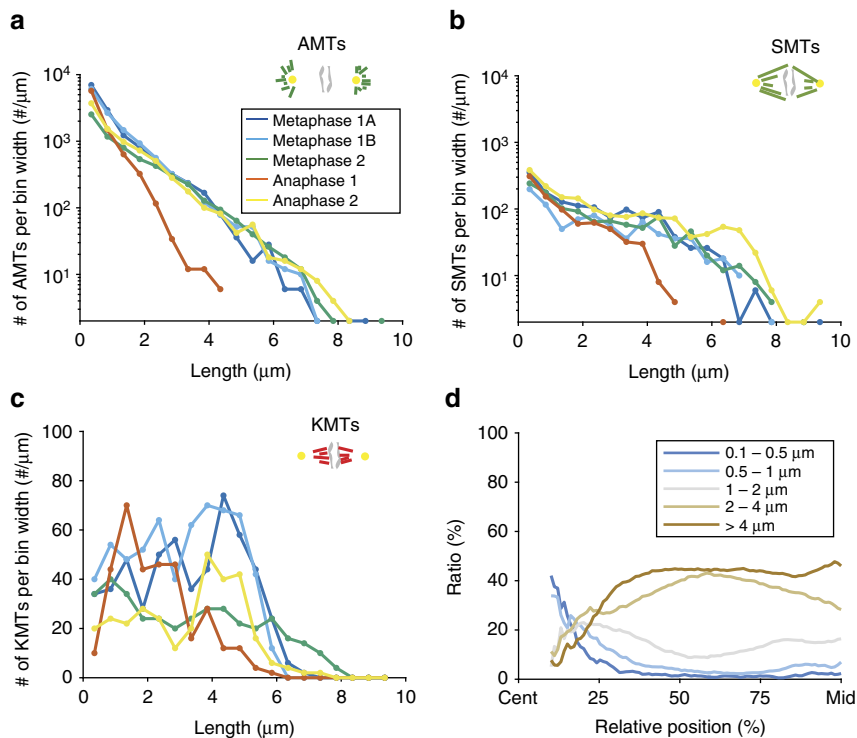 a
AMTs
# of AMTs per bin width (#/μm)
10⁴
10³
10²
10¹
Metaphase 1A
Metaphase 1B
Metaphase 2
Anaphase 1
Anaphase 2
0 2 4 6 8 10
Length (μm)
b
SMTs
# of SMTs per bin width (#/μm)
10⁴
10³
10²
10¹
0 2 4 6 8 10
Length (μm)
c
KMTs
# of KMTs per bin width (#/μm)
100
80
60
40
20
0
0 2 4 6 8 10
Length (μm)
d
Ratio (%)
100
80
60
40
20
0
0.1 – 0.5 μm
0.5 – 1 μm
1 – 2 μm
2 – 4 μm
> 4 μm
Cent 25 50 75 Mid
Relative position (%)